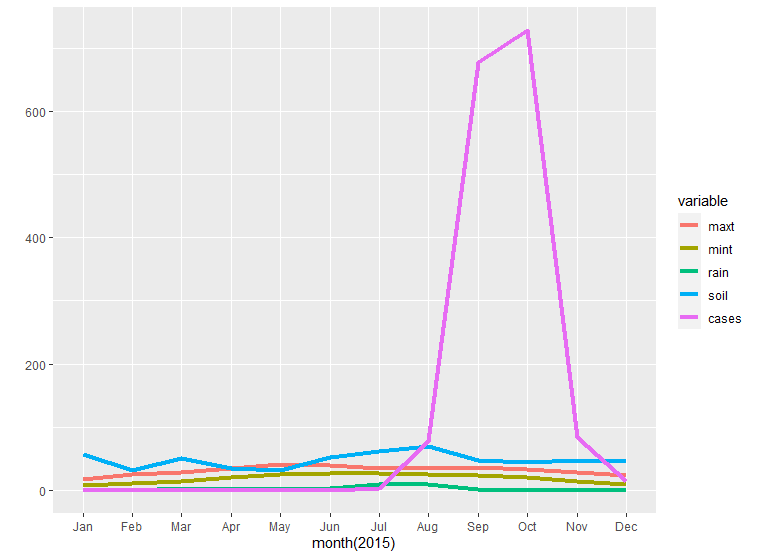 600
400
200
0
Jan Feb Mar Apr May Jun Jul Aug Sep Oct Nov Dec
month(2015)
variable
maxt
mint
rain
soil
cases